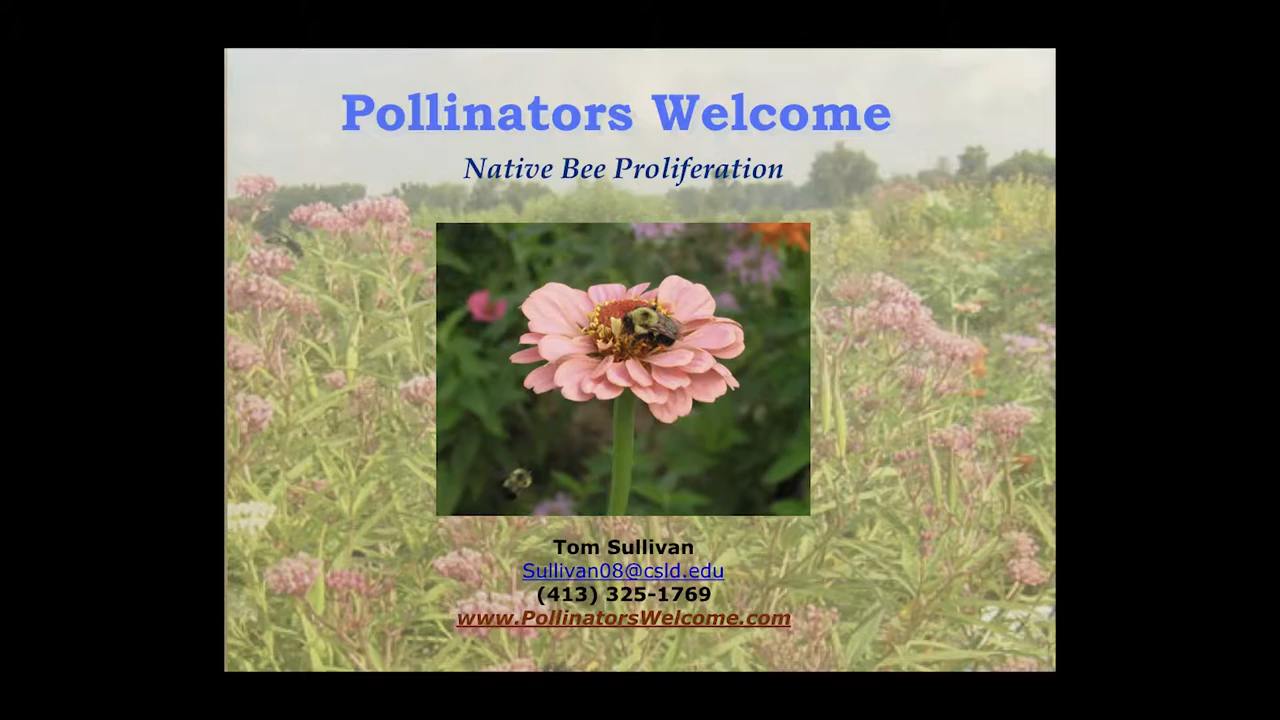 Pollinators Welcome
Native Bee Proliferation
Tom Sullivan
Sullivan08@csld.edu
(413) 325-1769
www.PollinatorsWelcome.com